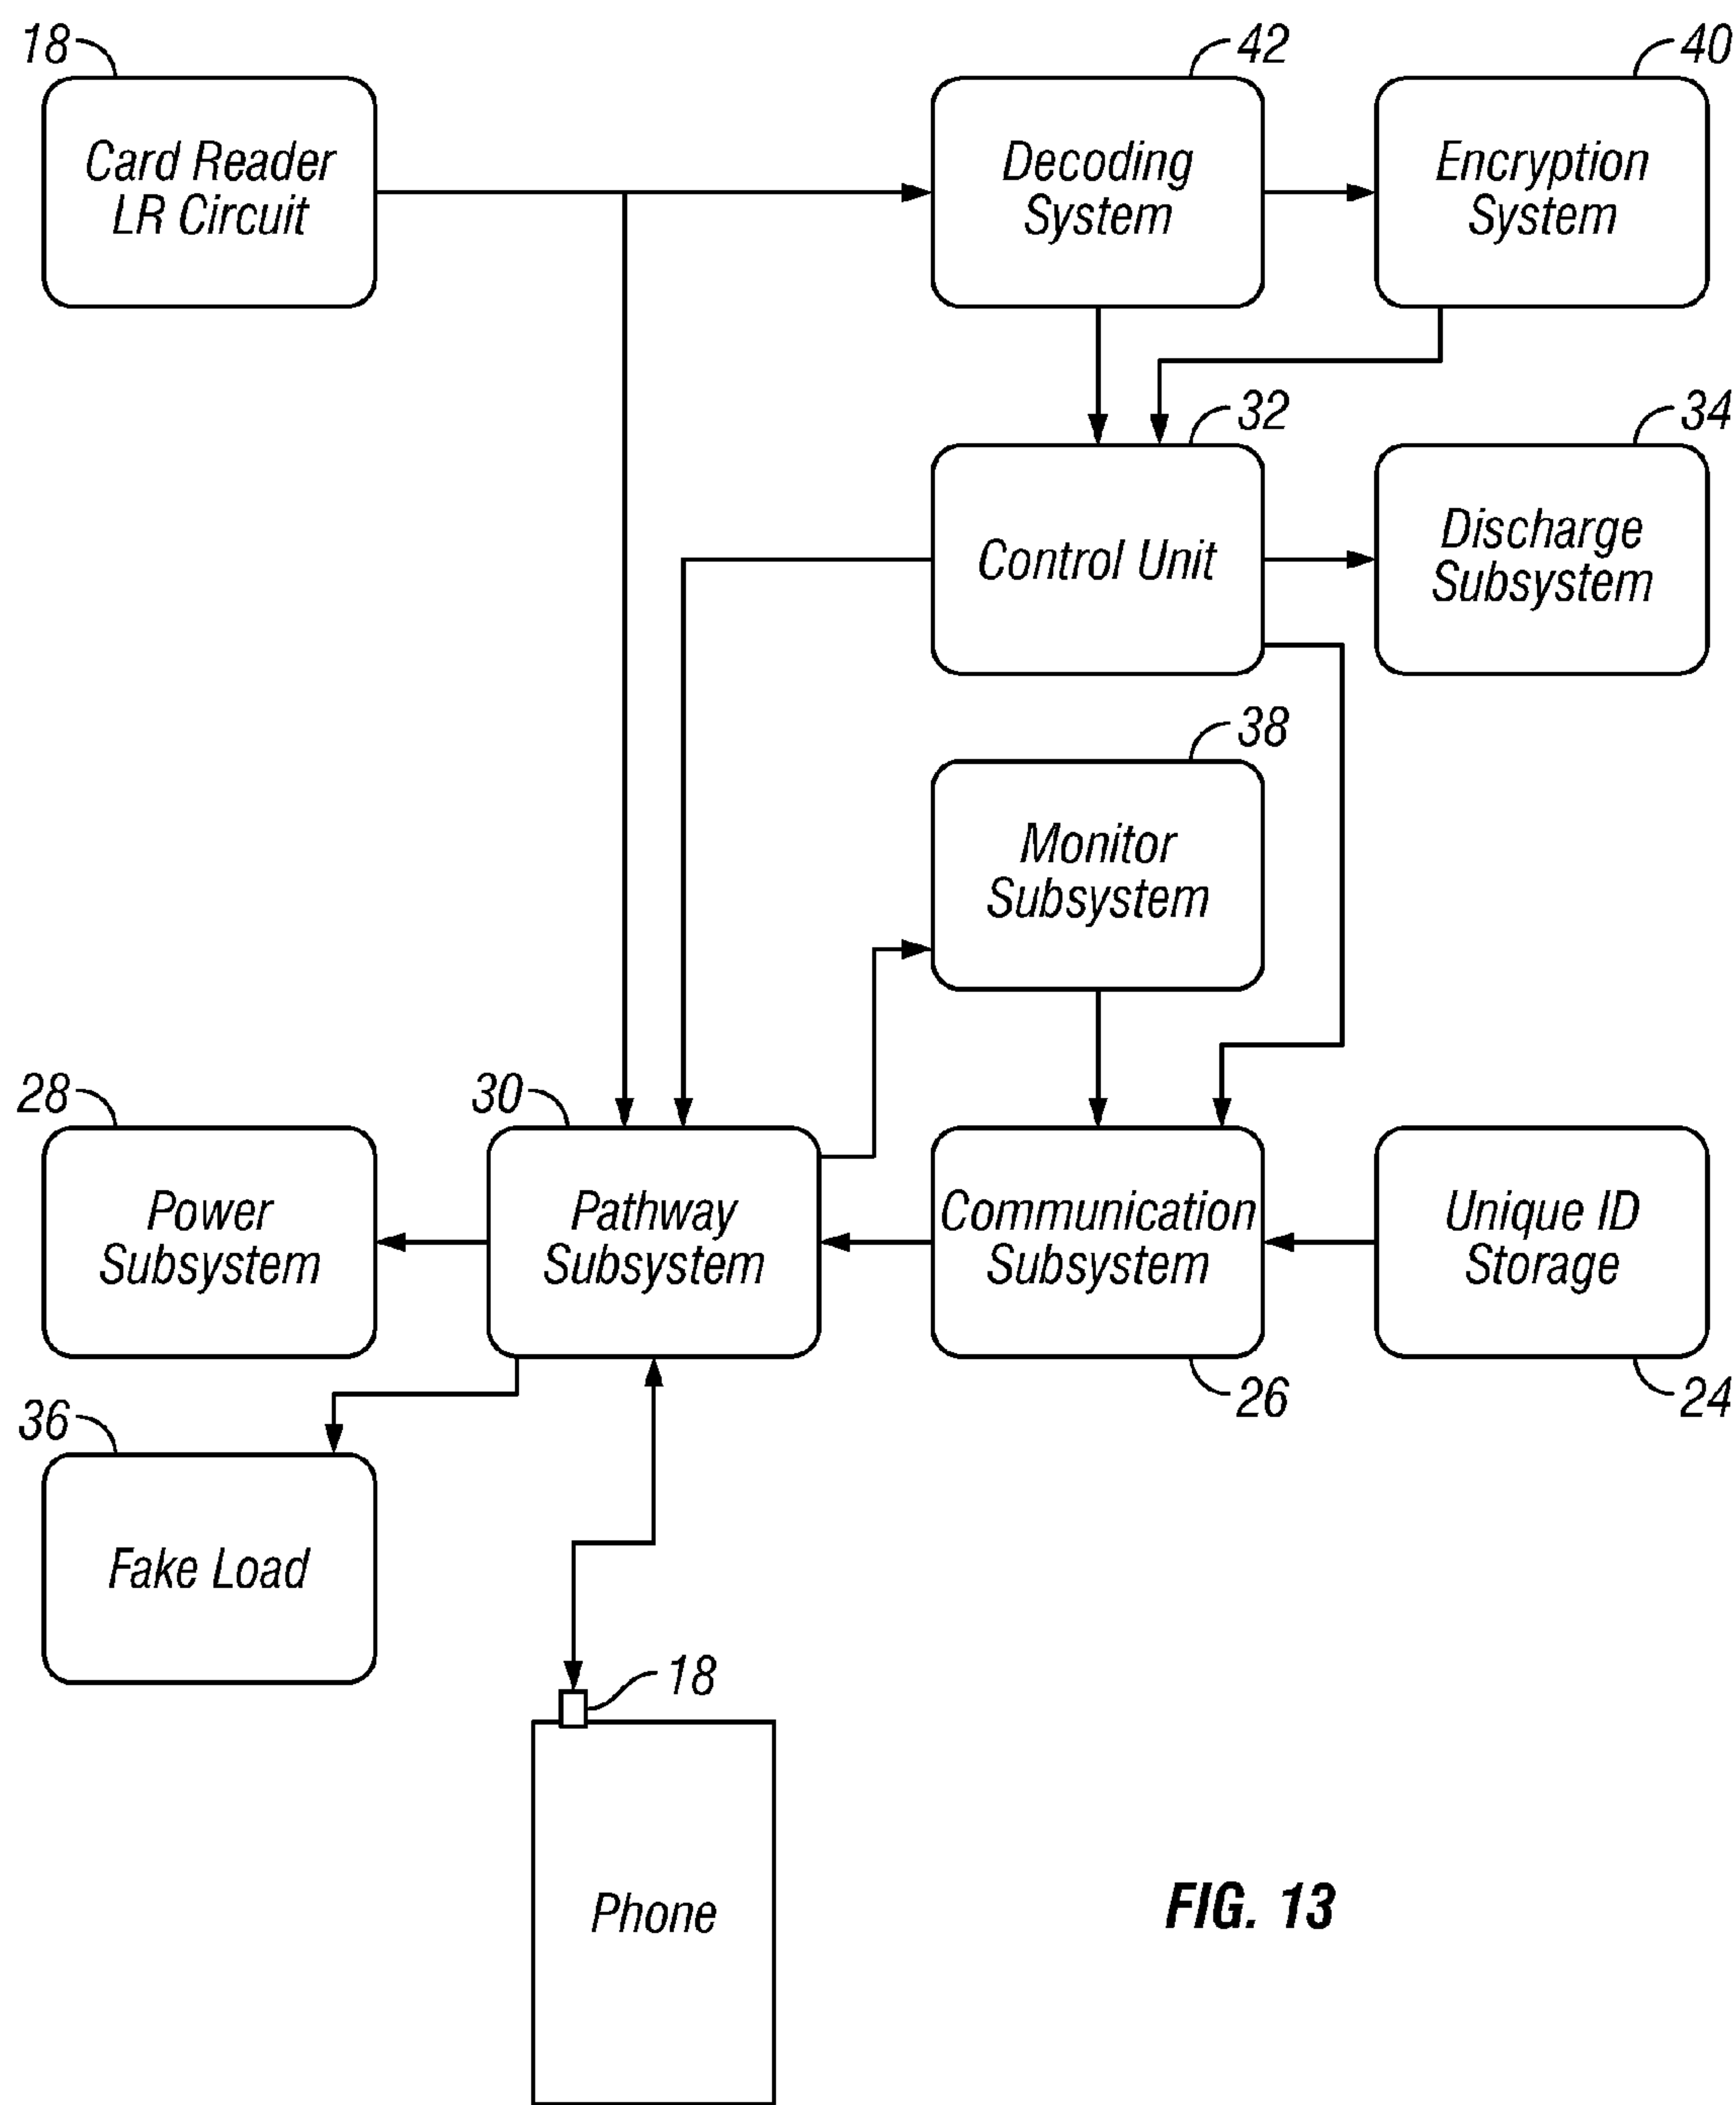 18
42
40
Card Reader
LR Circuit
Decoding
System
Encryption
System
32
34
Control Unit
Discharge
Subsystem
38
Monitor
Subsystem
28
30
Power
Subsystem
Pathway
Subsystem
Communication
Subsystem
Unique ID
Storage
26
24
36
Fake Load
18
Phone
FIG. 13